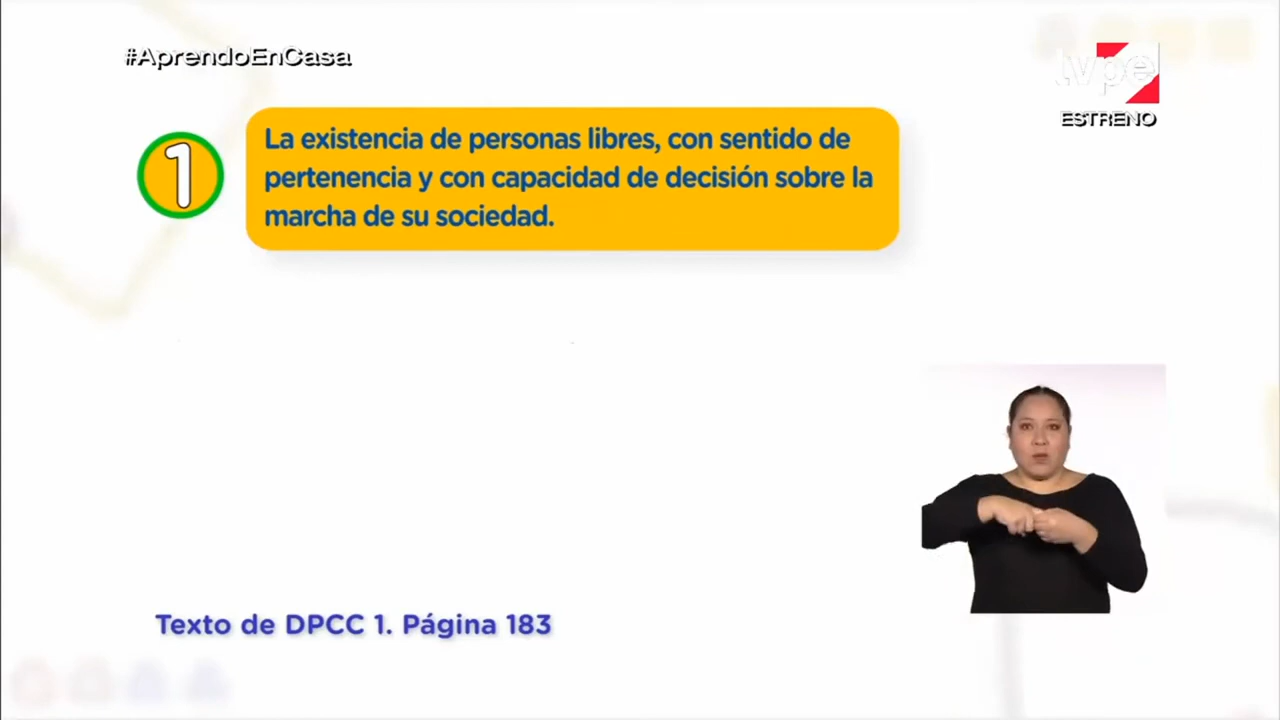 #AprendoEnCasa
tvpe
ESTRENO
1
La existencia de personas libres, con sentido de
pertenencia y con capacidad de decisión sobre la
marcha de su sociedad.
Texto de DPCC 1. Página 183